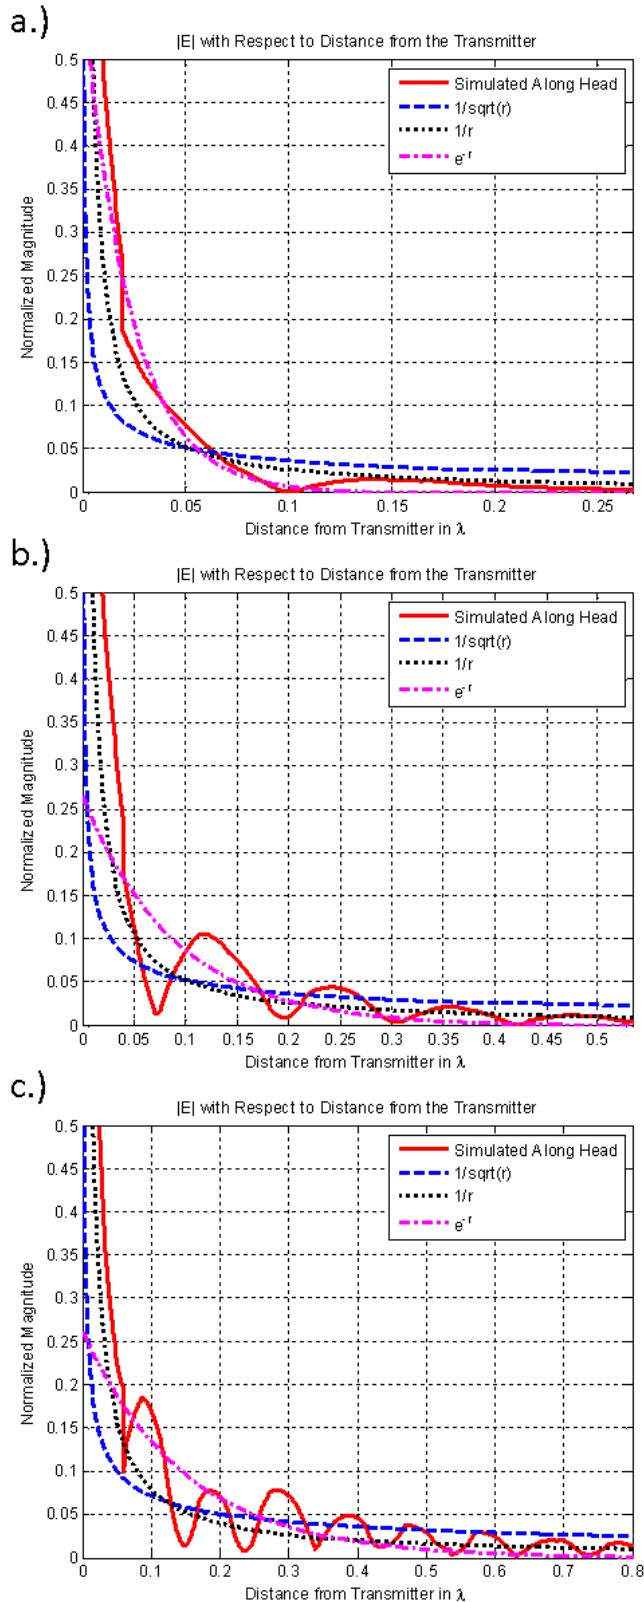 a.)
|E| with Respect to Distance from the Transmitter
Simulated Along Head
1/sqrt(r)
1/r
e^-r
0.5
0.45
0.4
0.35
0.3
0.25
0.2
0.15
0.1
0.05
0
Normalized Magnitude
0 0.05 0.1 0.15 0.2 0.25
Distance from Transmitter in λ
b.)
|E| with Respect to Distance from the Transmitter
Simulated Along Head
1/sqrt(r)
1/r
e^-r
0.5
0.45
0.4
0.35
0.3
0.25
0.2
0.15
0.1
0.05
0
Normalized Magnitude
0 0.05 0.1 0.15 0.2 0.25 0.3 0.35 0.4 0.45 0.5
Distance from Transmitter in λ
c.)
|E| with Respect to Distance from the Transmitter
Simulated Along Head
1/sqrt(r)
1/r
e^-r
0.5
0.45
0.4
0.35
0.3
0.25
0.2
0.15
0.1
0.05
0
Normalized Magnitude
0 0.1 0.2 0.3 0.4 0.5 0.6 0.7 0.8
Distance from Transmitter in λ